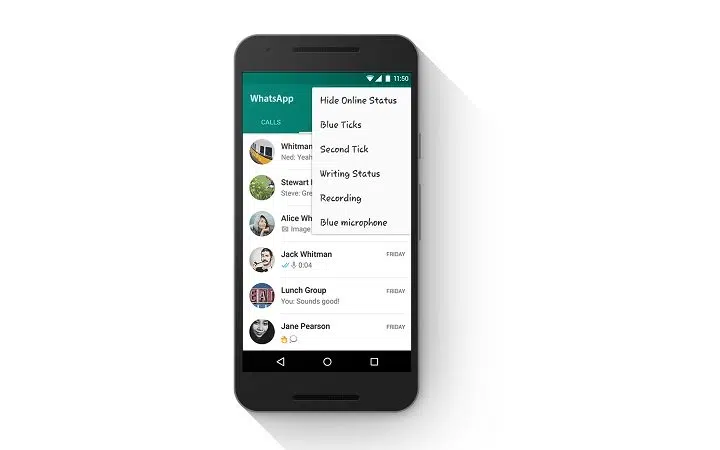 11:50
WhatsApp
CALLS
Hide Online Status
Blue Ticks
Second Tick
Writing Status
Recording
Blue microphone
Whitman
Ned: Yeah
Stewart
Steve: Gre
Alice Wh
Image
Jack Whitman FRIDAY
0:04
Lunch Group FRIDAY
EAT
You: Sounds good!
Jane Pearson FRIDAY